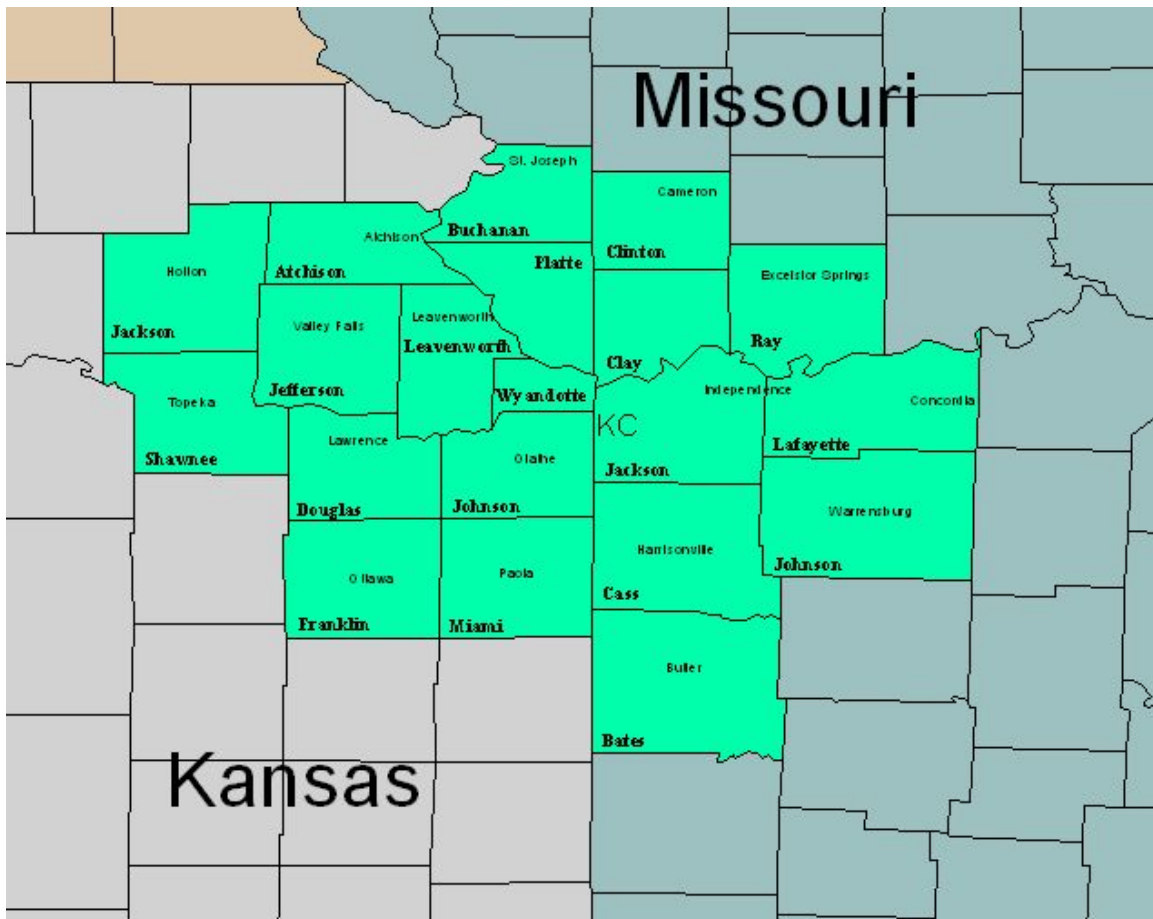 Missouri
St. Joseph
Buchanan
Cameron
Clinton
Atchison
Atchison
Platte
Holton
Jackson
Excelsior Springs
Ray
Leavenworth
Leavenworth
Valley Falls
Jefferson
Clay
Wyandotte
Independence
KC
Jackson
Concordia
Lafayette
Topeka
Shawnee
Lawrence
Douglas
Olathe
Johnson
Warrensburg
Johnson
Harrisonville
Cass
Ottawa
Franklin
Paola
Miami
Butler
Bates
Kansas